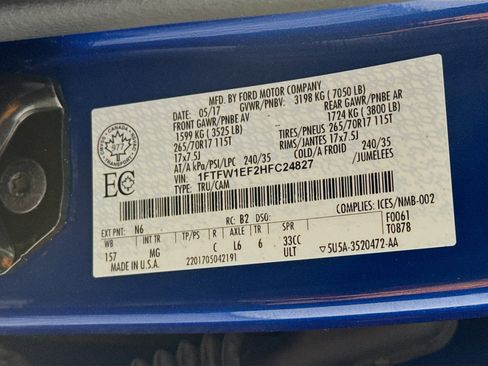 MFD. BY FORD MOTOR COMPANY
DATE: 05/17 GVWR/PNBV: 3198 KG ( 7050 LB)
FRONT GAWR/PNBE AV REAR GAWR/PNBE AR
1599 KG ( 3525 LB) 1724 KG ( 3800 LB)
265/70R17 115T TIRES/PNEUS 265/70R17 115T
17x7.5J RIMS/JANTES 17x7.5J
AT/A kPa/PSI/LPC 240/35 COLD/A FROID 240/35
VIN: 1FTFW1EF2HFC24827 /JUMELEES
TRU/CAM
CANADA
977
EC
COMPLIES: ICES/NMB-002
EXT PNT: N6 RC: B2 DSO: F0061
WB INT TR TP/PS R AXLE TR SPR T0878
157 MG C L6 6 33CC
MADE IN U.S.A. 2201705042191 ULT 5U5A-3520472-AA